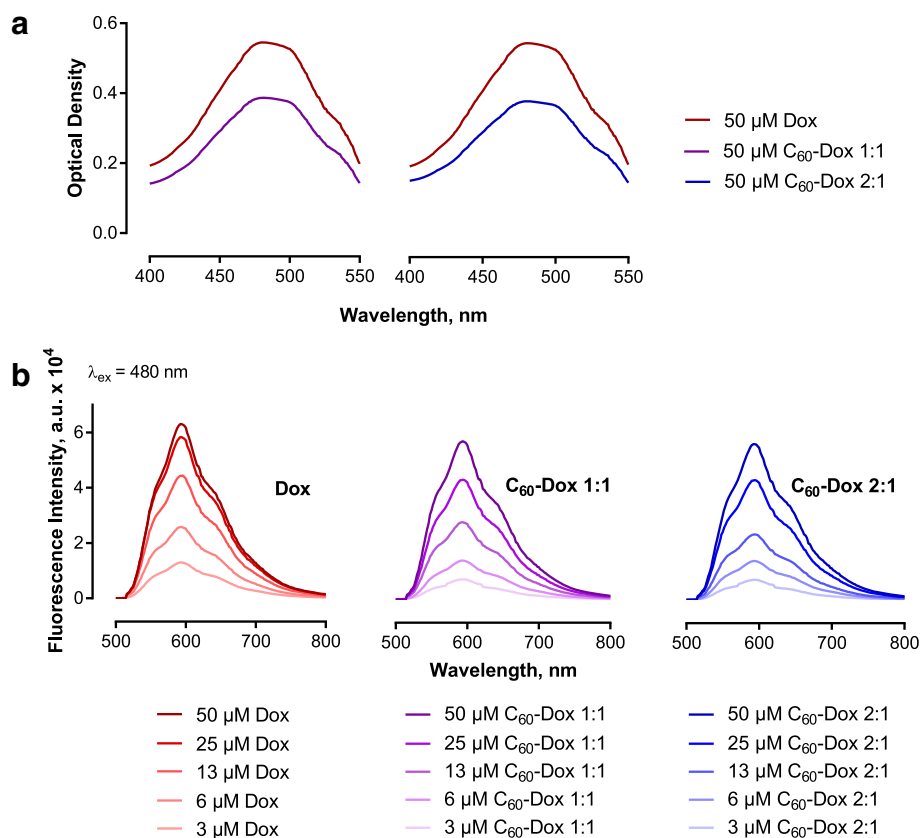 a
Optical Density
0.6
0.4
0.2
0.0
400 450 500 550
400 450 500 550
Wavelength, nm
50 µM Dox
50 µM C₆₀-Dox 1:1
50 µM C₆₀-Dox 2:1
b
λₑₓ = 480 nm
Fluorescence Intensity, a.u. x 10⁴
6
4
2
0
Dox
C₆₀-Dox 1:1
C₆₀-Dox 2:1
500 600 700 800
500 600 700 800
500 600 700 800
Wavelength, nm
50 µM Dox
25 µM Dox
13 µM Dox
6 µM Dox
3 µM Dox
50 µM C₆₀-Dox 1:1
25 µM C₆₀-Dox 1:1
13 µM C₆₀-Dox 1:1
6 µM C₆₀-Dox 1:1
3 µM C₆₀-Dox 1:1
50 µM C₆₀-Dox 2:1
25 µM C₆₀-Dox 2:1
13 µM C₆₀-Dox 2:1
6 µM C₆₀-Dox 2:1
3 µM C₆₀-Dox 2:1